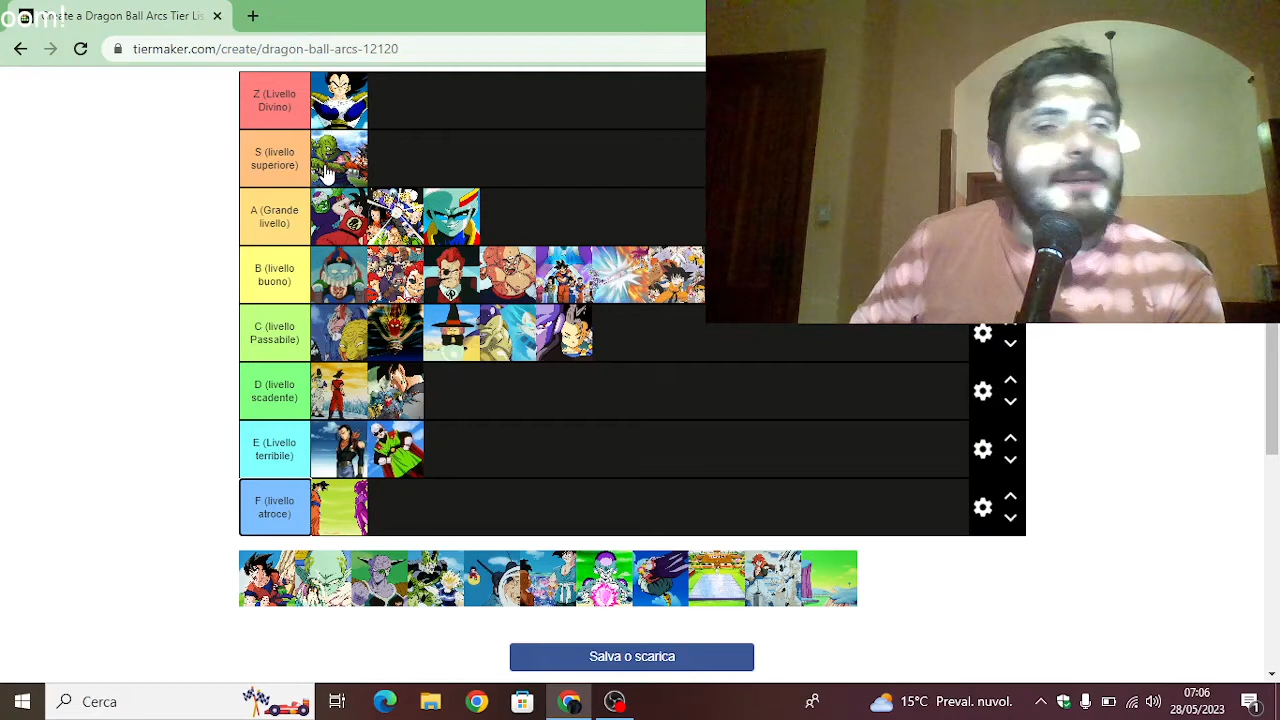 oom!
Create a Dragon Ball Arcs Tier Lis
tiermaker.com/create/dragon-ball-arcs-12120
Z (Livello
Divino)
S (livello
superiore)
A (Grande
livello)
B (livello
buono)
C (livello
Passabile)
D (livello
scadente)
E (Livello
terribile)
F (livello
atroce)
Salva o scarica
Cerca
15°C Preval. nuvol.
07:06
28/05/2023